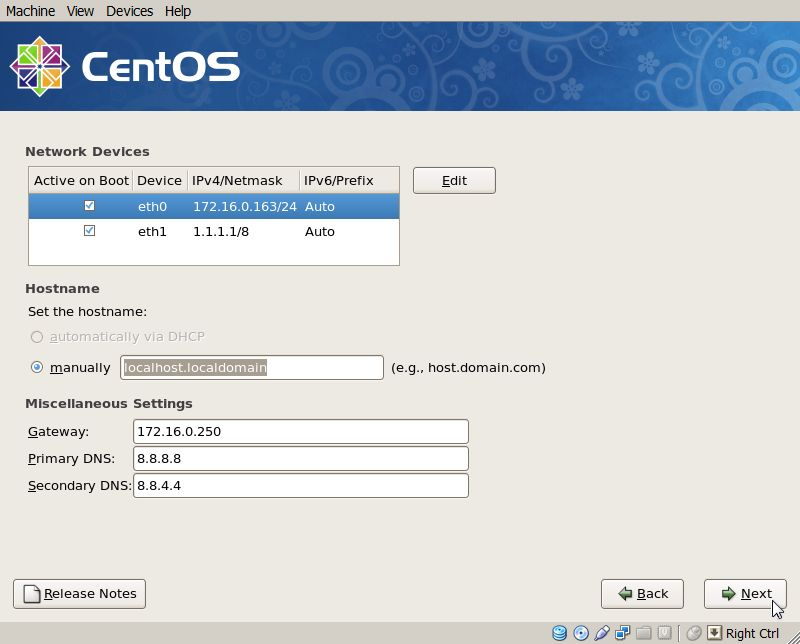 Machine View Devices Help
CentOS
Network Devices
Active on Boot Device IPv4/Netmask IPv6/Prefix
eth0 172.16.0.163/24 Auto
eth1 1.1.1.1/8 Auto
Edit
Hostname
Set the hostname:
automatically via DHCP
manually localhost.localdomain (e.g., host.domain.com)
Miscellaneous Settings
Gateway: 172.16.0.250
Primary DNS: 8.8.8.8
Secondary DNS: 8.8.4.4
Release Notes Back Next
Right Ctrl